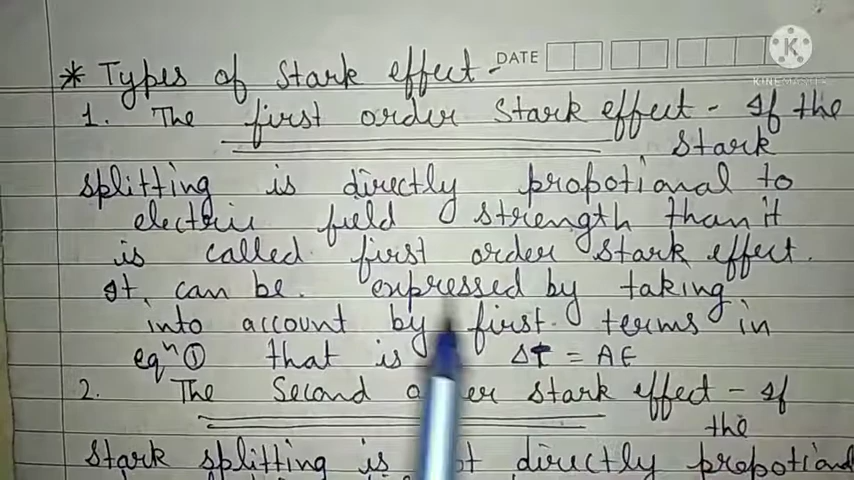 * Types of Stark effect - DATE
KINEMASTER
1. The first order Stark effect - If the
Stark
splitting is directly propotional to
electric field strength than it
is called first order Stark effect.
It can be. expressed by taking
into account by first terms in
eqⁿ ① that is ΔT = AE
2. The Second effect - If
the
Stark splitting is directly propotional